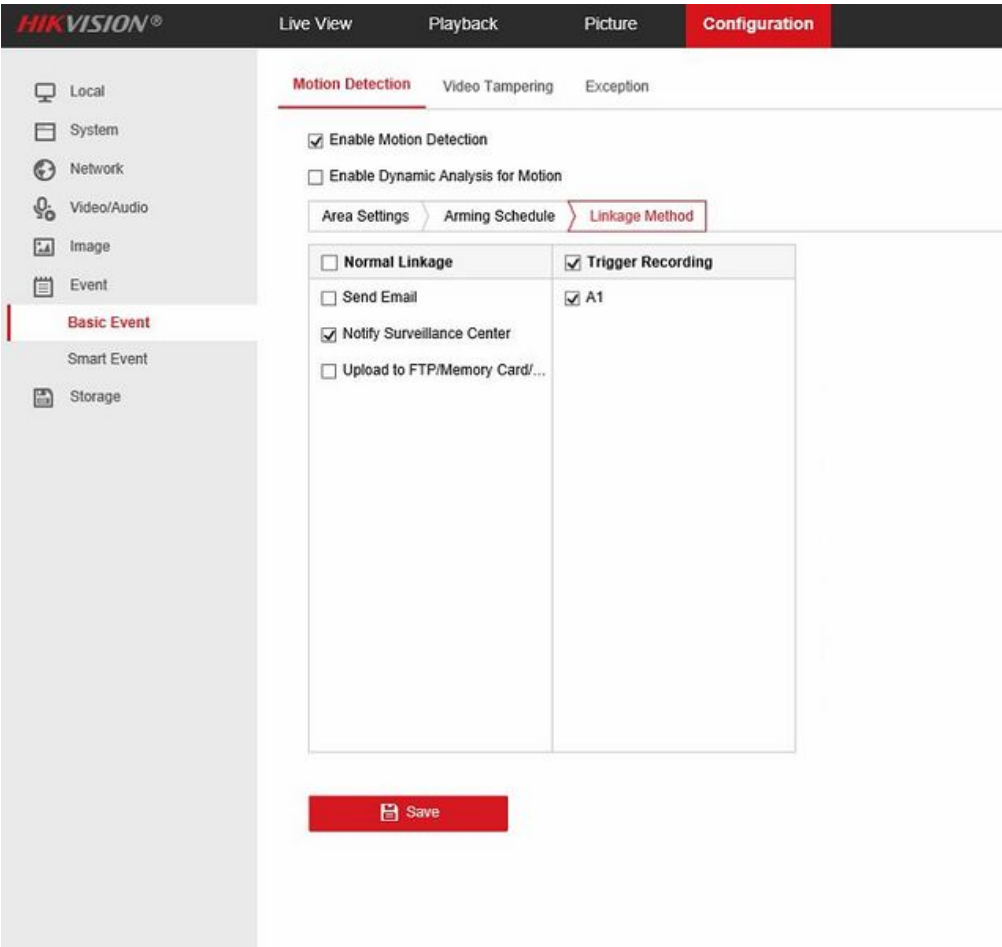 HIKVISION® Live View Playback Picture Configuration
Local
System
Network
Video/Audio
Image
Event
Basic Event
Smart Event
Storage
Motion Detection Video Tampering Exception
Enable Motion Detection
Enable Dynamic Analysis for Motion
Area Settings Arming Schedule Linkage Method
Normal Linkage Trigger Recording
Send Email A1
Notify Surveillance Center
Upload to FTP/Memory Card/...
Save